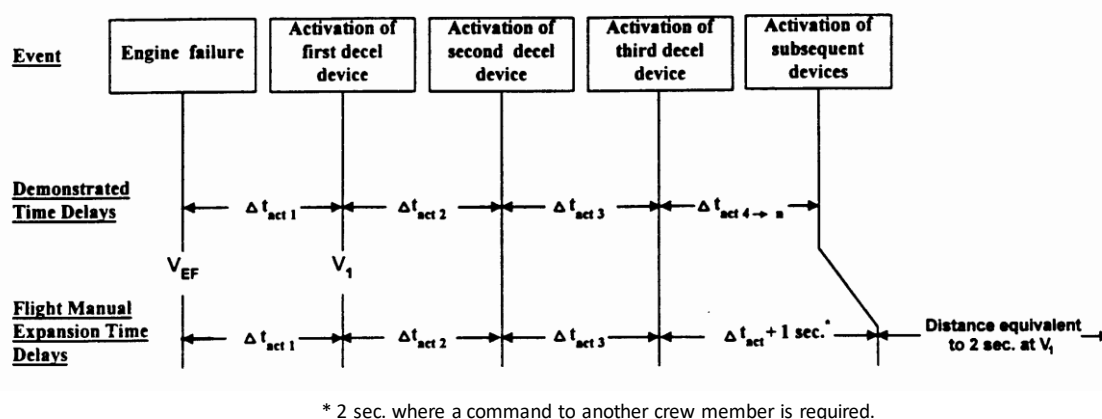 Event
Engine failure
Activation of
first decel
device
Activation of
second decel
device
Activation of
third decel
device
Activation of
subsequent
devices
Demonstrated
Time Delays
Δ t act 1
Δ t act 2
Δ t act 3
Δ t act 4→ n
V EF
V 1
Flight Manual
Expansion Time
Delays
Δ t act 1
Δ t act 2
Δ t act 3
Δ t act + 1 sec.*
Distance equivalent
to 2 sec. at V1
* 2 sec. where a command to another crew member is required.